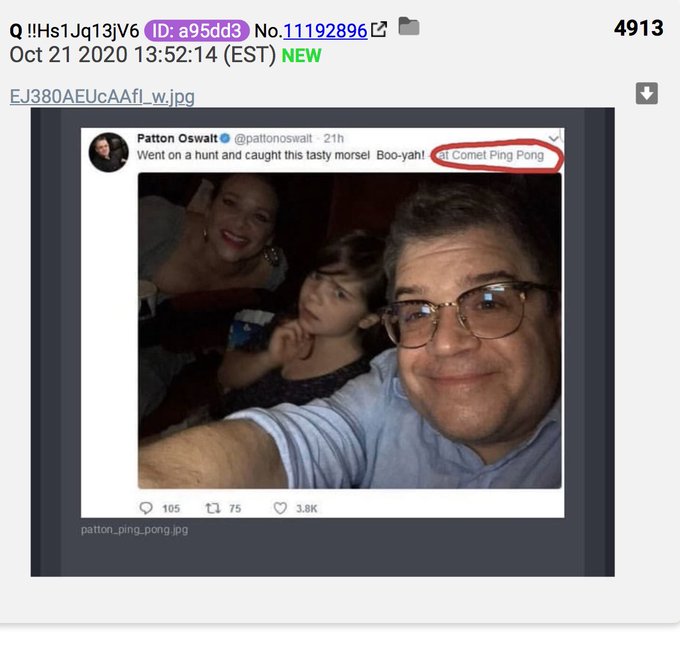 Q !!Hs1Jq13jV6 ID: a95dd3 No.11192896 4913
Oct 21 2020 13:52:14 (EST) NEW
EJ380AEUcAAfI_w.jpg
Patton Oswalt @pattonoswalt · 21h
Went on a hunt and caught this tasty morsel Boo-yah! at Comet Ping Pong
105 75 3.8K
patton_ping_pong.jpg